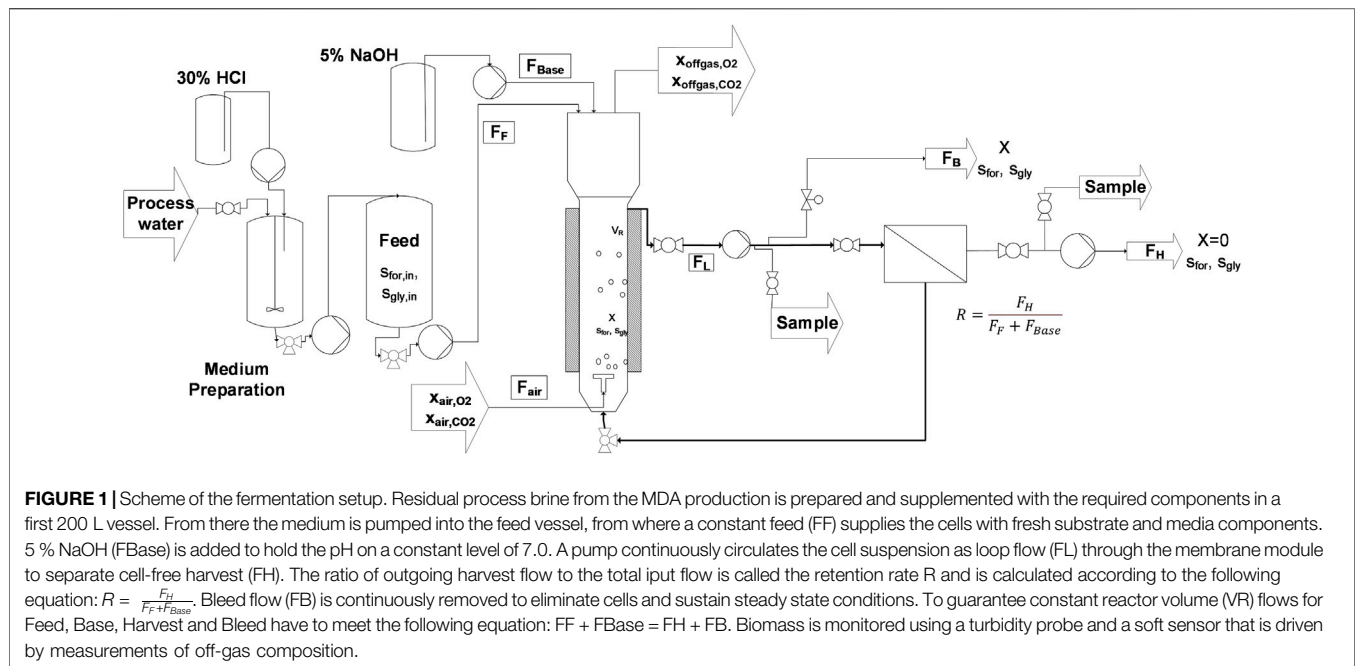 5% NaOH
30% HCl
F_Base
x_offgas,O2
x_offgas,CO2
F_F
F_B
X
S_for, S_gly
Sample
Process
water
Feed
S_for,in,
S_gly,in
V_R
F_L
F_H
X=0
S_for, S_gly
X
S_for, S_gly
Sample
R = F_H / (F_F + F_Base)
Medium
Preparation
F_air
x_air,O2
x_air,CO2
FIGURE 1 | Scheme of the fermentation setup. Residual process brine from the MDA production is prepared and supplemented with the required components in a
first 200 L vessel. From there the medium is pumped into the feed vessel, from where a constant feed (FF) supplies the cells with fresh substrate and media components.
5 % NaOH (FBase) is added to hold the pH on a constant level of 7.0. A pump continuously circulates the cell suspension as loop flow (FL) through the membrane module
to separate cell-free harvest (FH). The ratio of outgoing harvest flow to the total iput flow is called the retention rate R and is calculated according to the following
equation: R = F_H / (F_F+F_Base). Bleed flow (FB) is continuously removed to eliminate cells and sustain steady state conditions. To guarantee constant reactor volume (VR) flows for
Feed, Base, Harvest and Bleed have to meet the following equation: FF + FBase = FH + FB. Biomass is monitored using a turbidity probe and a soft sensor that is driven
by measurements of off-gas composition.